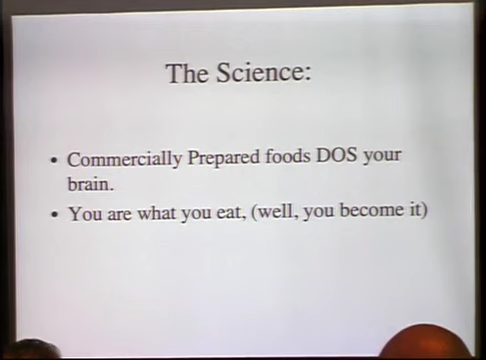 The Science:
• Commercially Prepared foods DOS your
brain.
• You are what you eat, (well, you become it)